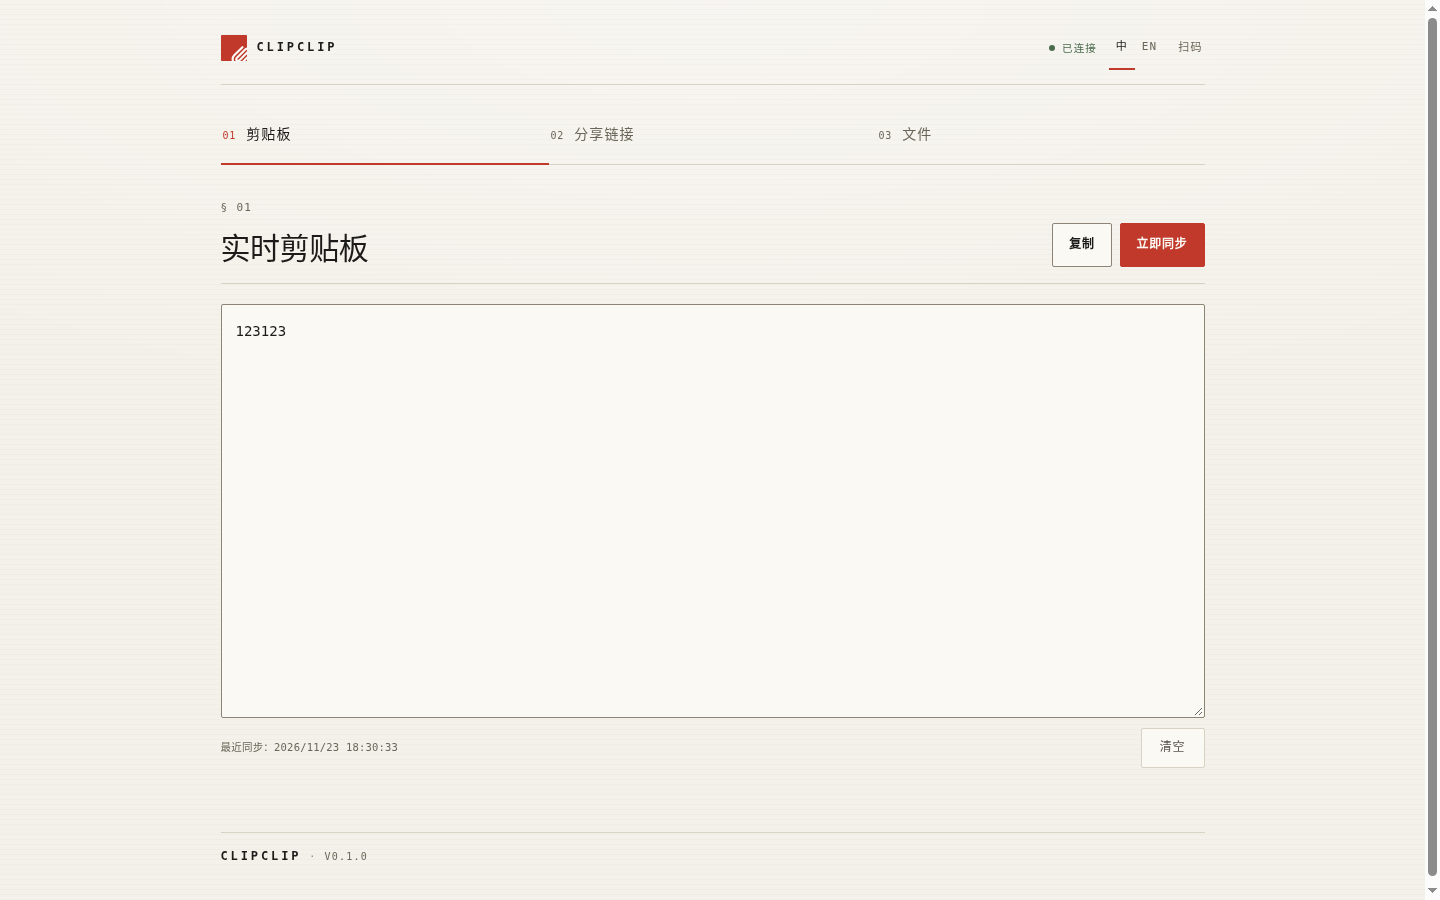 CLIPCLIP
已连接 中 EN 扫码
01 剪贴板
02 分享链接
03 文件
§ 01
实时剪贴板
复制 立即同步
123123
最近同步: 2026/11/23 18:30:33
清空
CLIPCLIP · V0.1.0